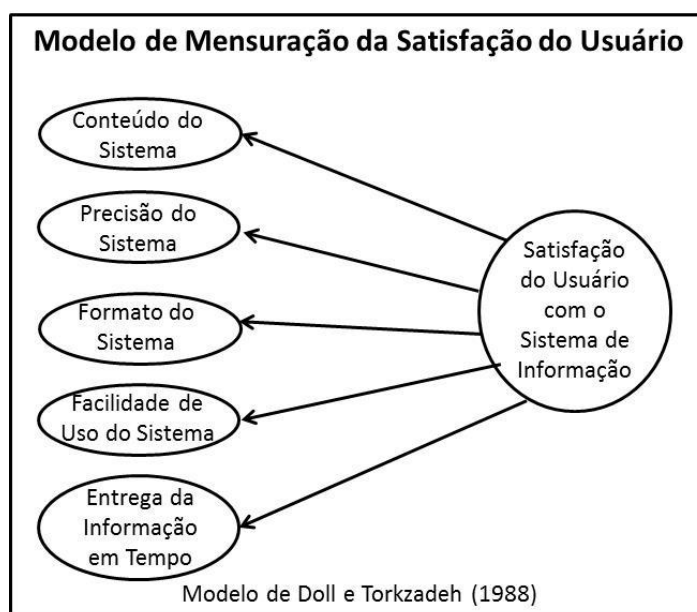 Modelo de Mensuração da Satisfação do Usuário
Conteúdo do
Sistema
Precisão do
Sistema
Formato do
Sistema
Facilidade de
Uso do Sistema
Entrega da
Informação
em Tempo
Satisfação
do Usuário
com o
Sistema de
Informação
Modelo de Doll e Torkzadeh (1988)